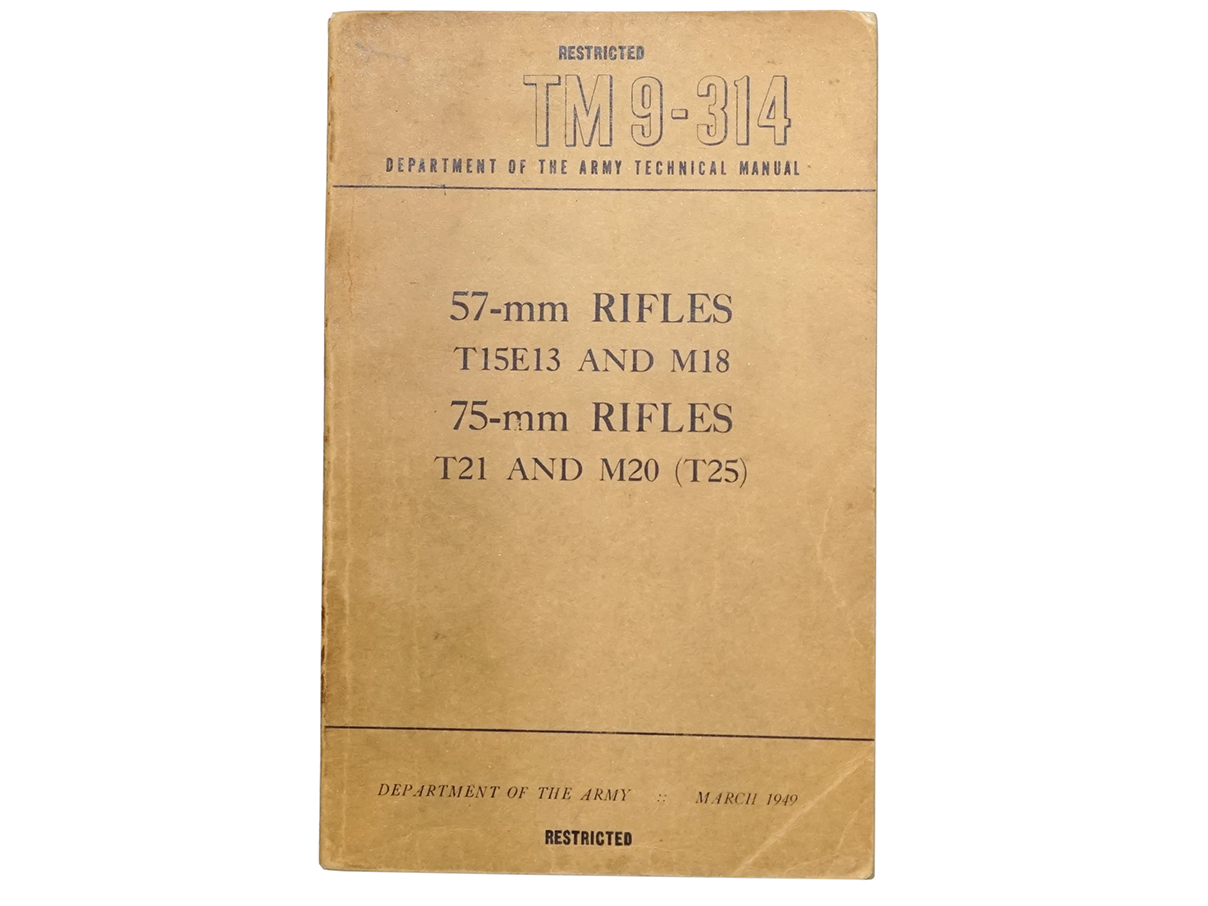 RESTRICTED
TM 9-314
DEPARTMENT OF THE ARMY TECHNICAL MANUAL
57-mm RIFLES
T15E13 AND M18
75-mm RIFLES
T21 AND M20 (T25)
DEPARTMENT OF THE ARMY :: MARCH 1949
RESTRICTED